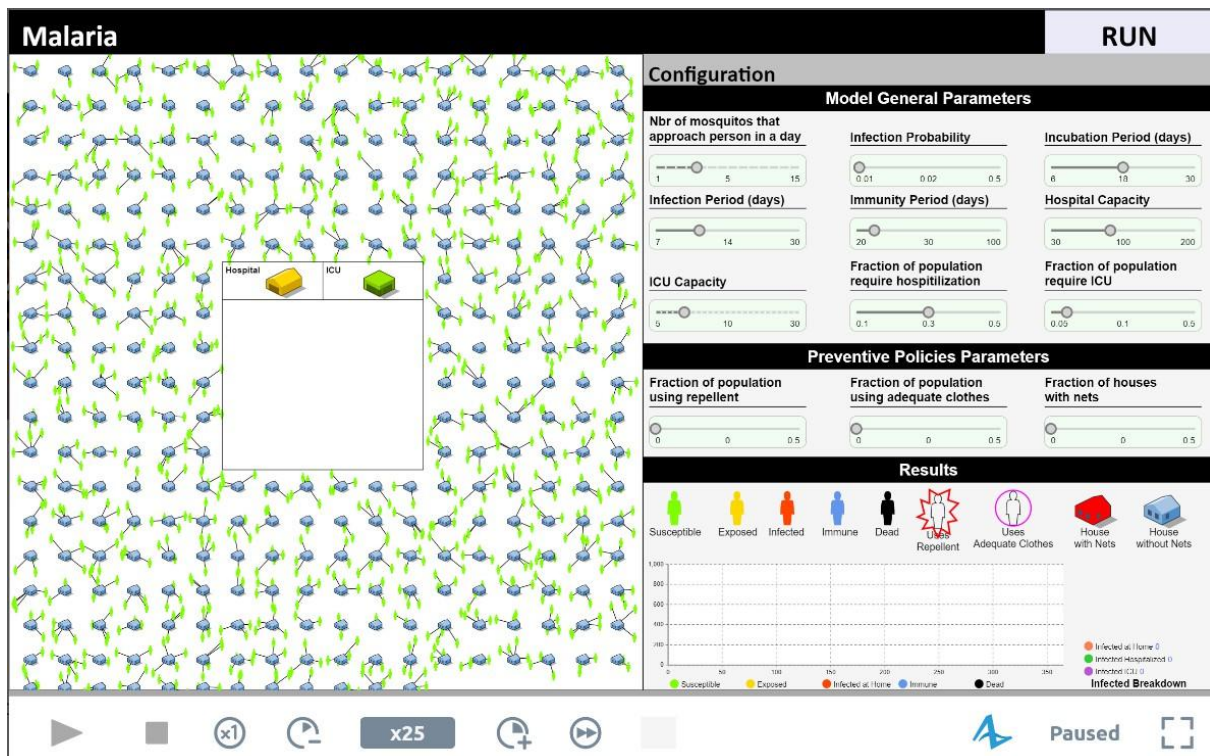 Malaria
RUN
Configuration
Model General Parameters
Nbr of mosquitos that
approach person in a day
1 5 15
Infection Probability
0.01 0.02 0.5
Incubation Period (days)
6 18 30
Infection Period (days)
7 14 30
Immunity Period (days)
20 30 100
Hospital Capacity
30 100 200
ICU Capacity
5 10 30
Fraction of population
require hospitilization
0.1 0.3 0.5
Fraction of population
require ICU
0.05 0.1 0.5
Hospital
ICU
Preventive Policies Parameters
Fraction of population
using repellent
0 0 0.5
Fraction of population
using adequate clothes
0 0 0.5
Fraction of houses
with nets
0 0 0.5
Results
Susceptible
Exposed
Infected
Immune
Dead
Uses
Repellent
Uses
Adequate Clothes
House
with Nets
House
without Nets
1,000
800
600
400
200
0
0 50 100 150 200 250 300 350
Susceptible Exposed Infected at Home Immune Dead
Infected at Home 0
Infected Hospitalized 0
Infected ICU 0
Infected Breakdown
x1
x25
Paused